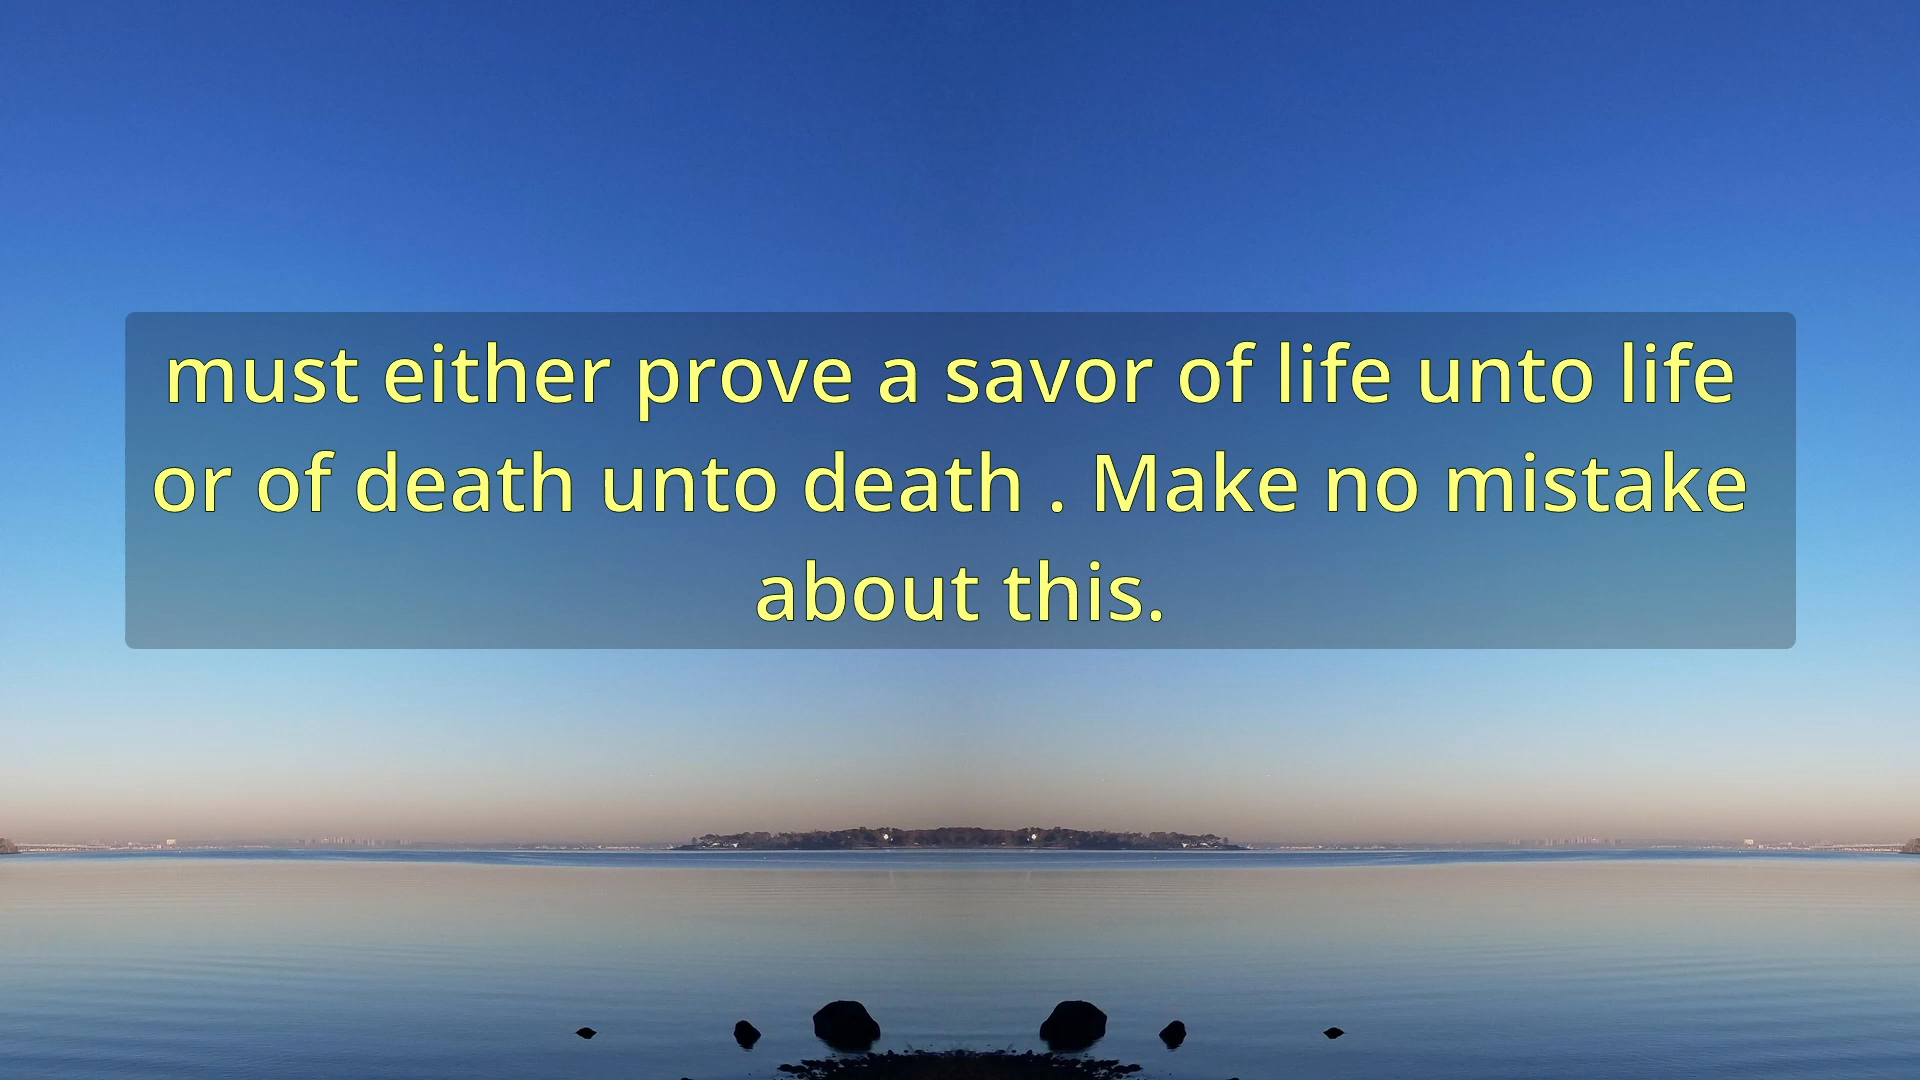 must either prove a savor of life unto life
or of death unto death . Make no mistake
about this.